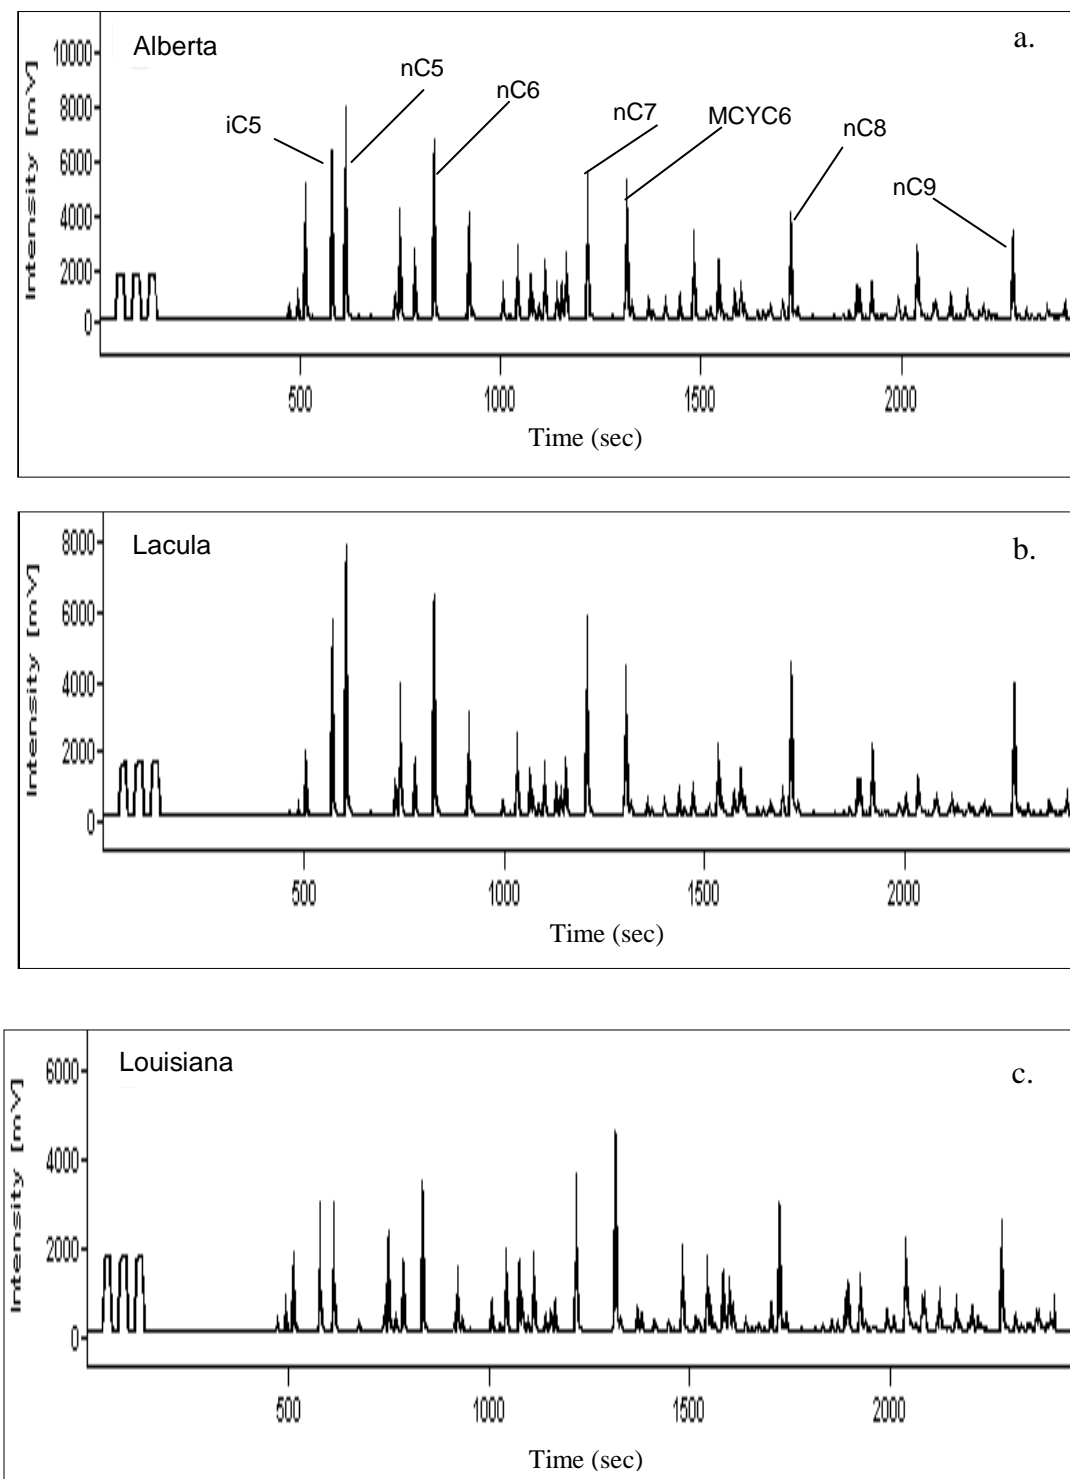 Alberta
a.
10000
8000
6000
4000
2000
0
Intensity [mV]
iC5
nC5
nC6
nC7
MCYC6
nC8
nC9
500
1000
1500
2000
Time (sec)
Lacula
b.
8000
6000
4000
2000
0
Intensity [mV]
500
1000
1500
2000
Time (sec)
Louisiana
c.
6000
4000
2000
0
Intensity [mV]
500
1000
1500
2000
Time (sec)